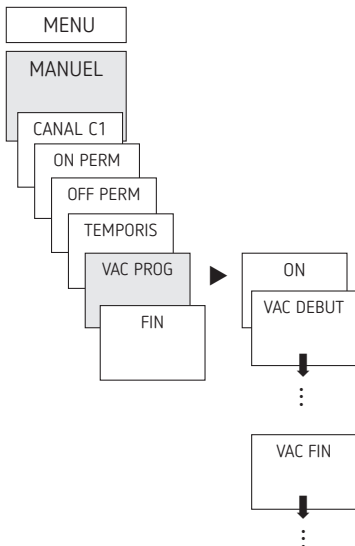 MENU
MANUEL
CANAL C1
ON PERM
OFF PERM
TEMPORIS
VAC PROG
FIN
ON
VAC DEBUT
VAC FIN